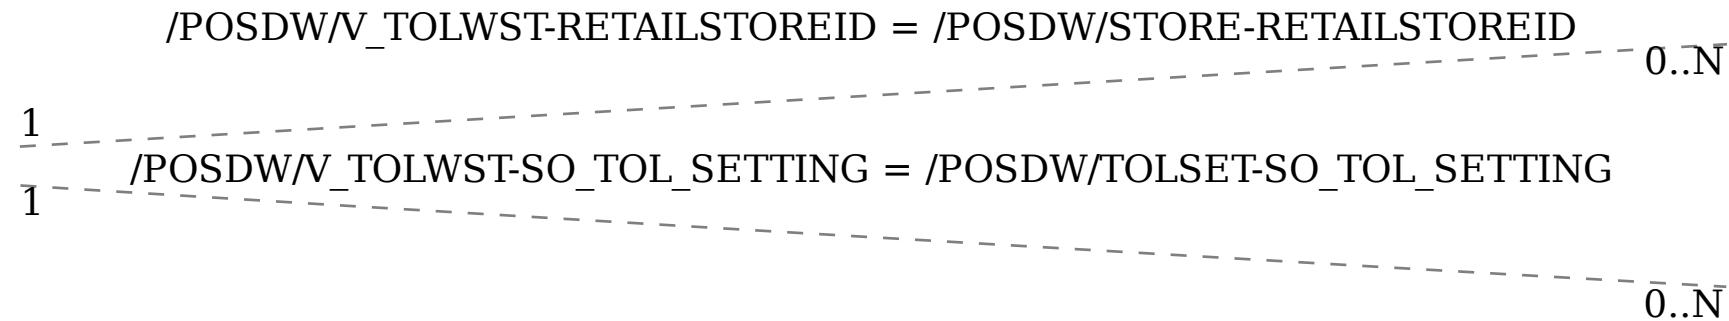 /POSDW/V_TOLWST-RETAILSTOREID = /POSDW/STORE-RETAILSTOREID
0..N
1
/POSDW/V_TOLWST-SO_TOL_SETTING = /POSDW/TOLSET-SO_TOL_SETTING
1
0..N